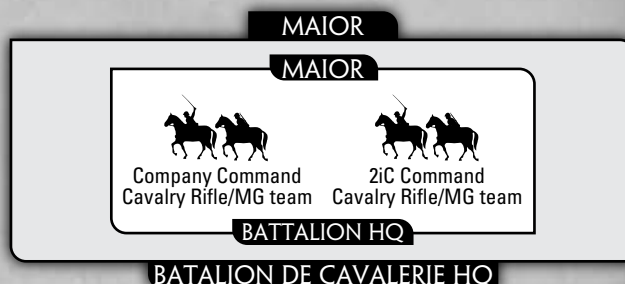 MAIOR
MAIOR
Company Command
Cavalry Rifle/MG team
2iC Command
Cavalry Rifle/MG team
BATTALION HQ
BATALION DE CAVALERIE HQ